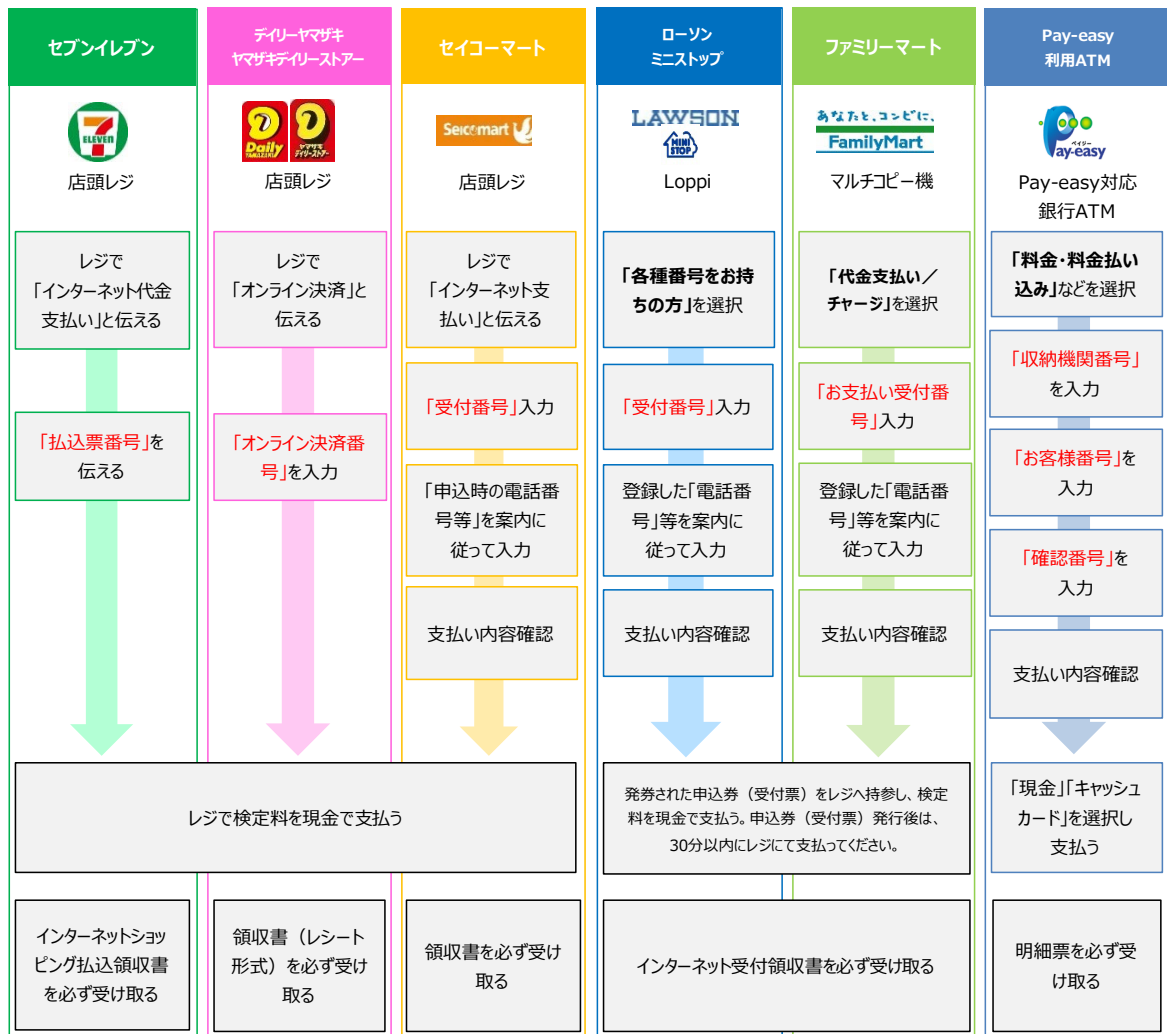 セブンイレブン
デイリーヤマザキ
ヤマザキデイリーストアー
セイコーマート
ローソン
ミニストップ
ファミリーマート
Pay-easy
利用ATM
7
ELEVEN
Daily
YAMAZAKI
ヤマザキ
デイリーストアー
Seicomart
LAWSON
MINI
STOP
あなたと、コンビに、
FamilyMart
ペイジー
Pay-easy
店頭レジ
店頭レジ
店頭レジ
Loppi
マルチコピー機
Pay-easy対応
銀行ATM
レジで
「インターネット代金
支払い」と伝える
「払込票番号」を
伝える
レジで
「オンライン決済」と
伝える
「オンライン決済番
号」を入力
レジで
「インターネット支
払い」と伝える
「受付番号」入力
「申込時の電話番
号等」を案内に
従って入力
支払い内容確認
「各種番号をお持
ちの方」を選択
「受付番号」入力
登録した「電話番
号」等を案内に
従って入力
支払い内容確認
「代金支払い／
チャージ」を選択
「お支払い受付番
号」入力
登録した「電話番
号」等を案内に
従って入力
支払い内容確認
「料金・料金払い
込み」などを選択
「収納機関番号」
を入力
「お客様番号」を
入力
「確認番号」を
入力
支払い内容確認
レジで検定料を現金で支払う
発券された申込券（受付票）をレジへ持参し、検定
料を現金で支払う。申込券（受付票）発行後は、
30分以内にレジにて支払ってください。
「現金」「キャッシュ
カード」を選択し
支払う
インターネットショッ
ピング払込領収書
を必ず受け取る
領収書（レシート
形式）を必ず受け
取る
領収書を必ず受け
取る
インターネット受付領収書を必ず受け取る
明細票を必ず受
け取る